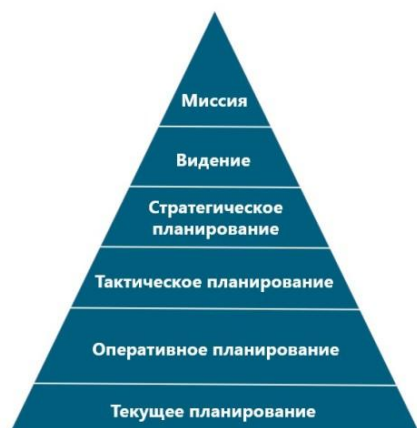 Миссия
Видение
Стратегическое
планирование
Тактическое планирование
Оперативное планирование
Текущее планирование